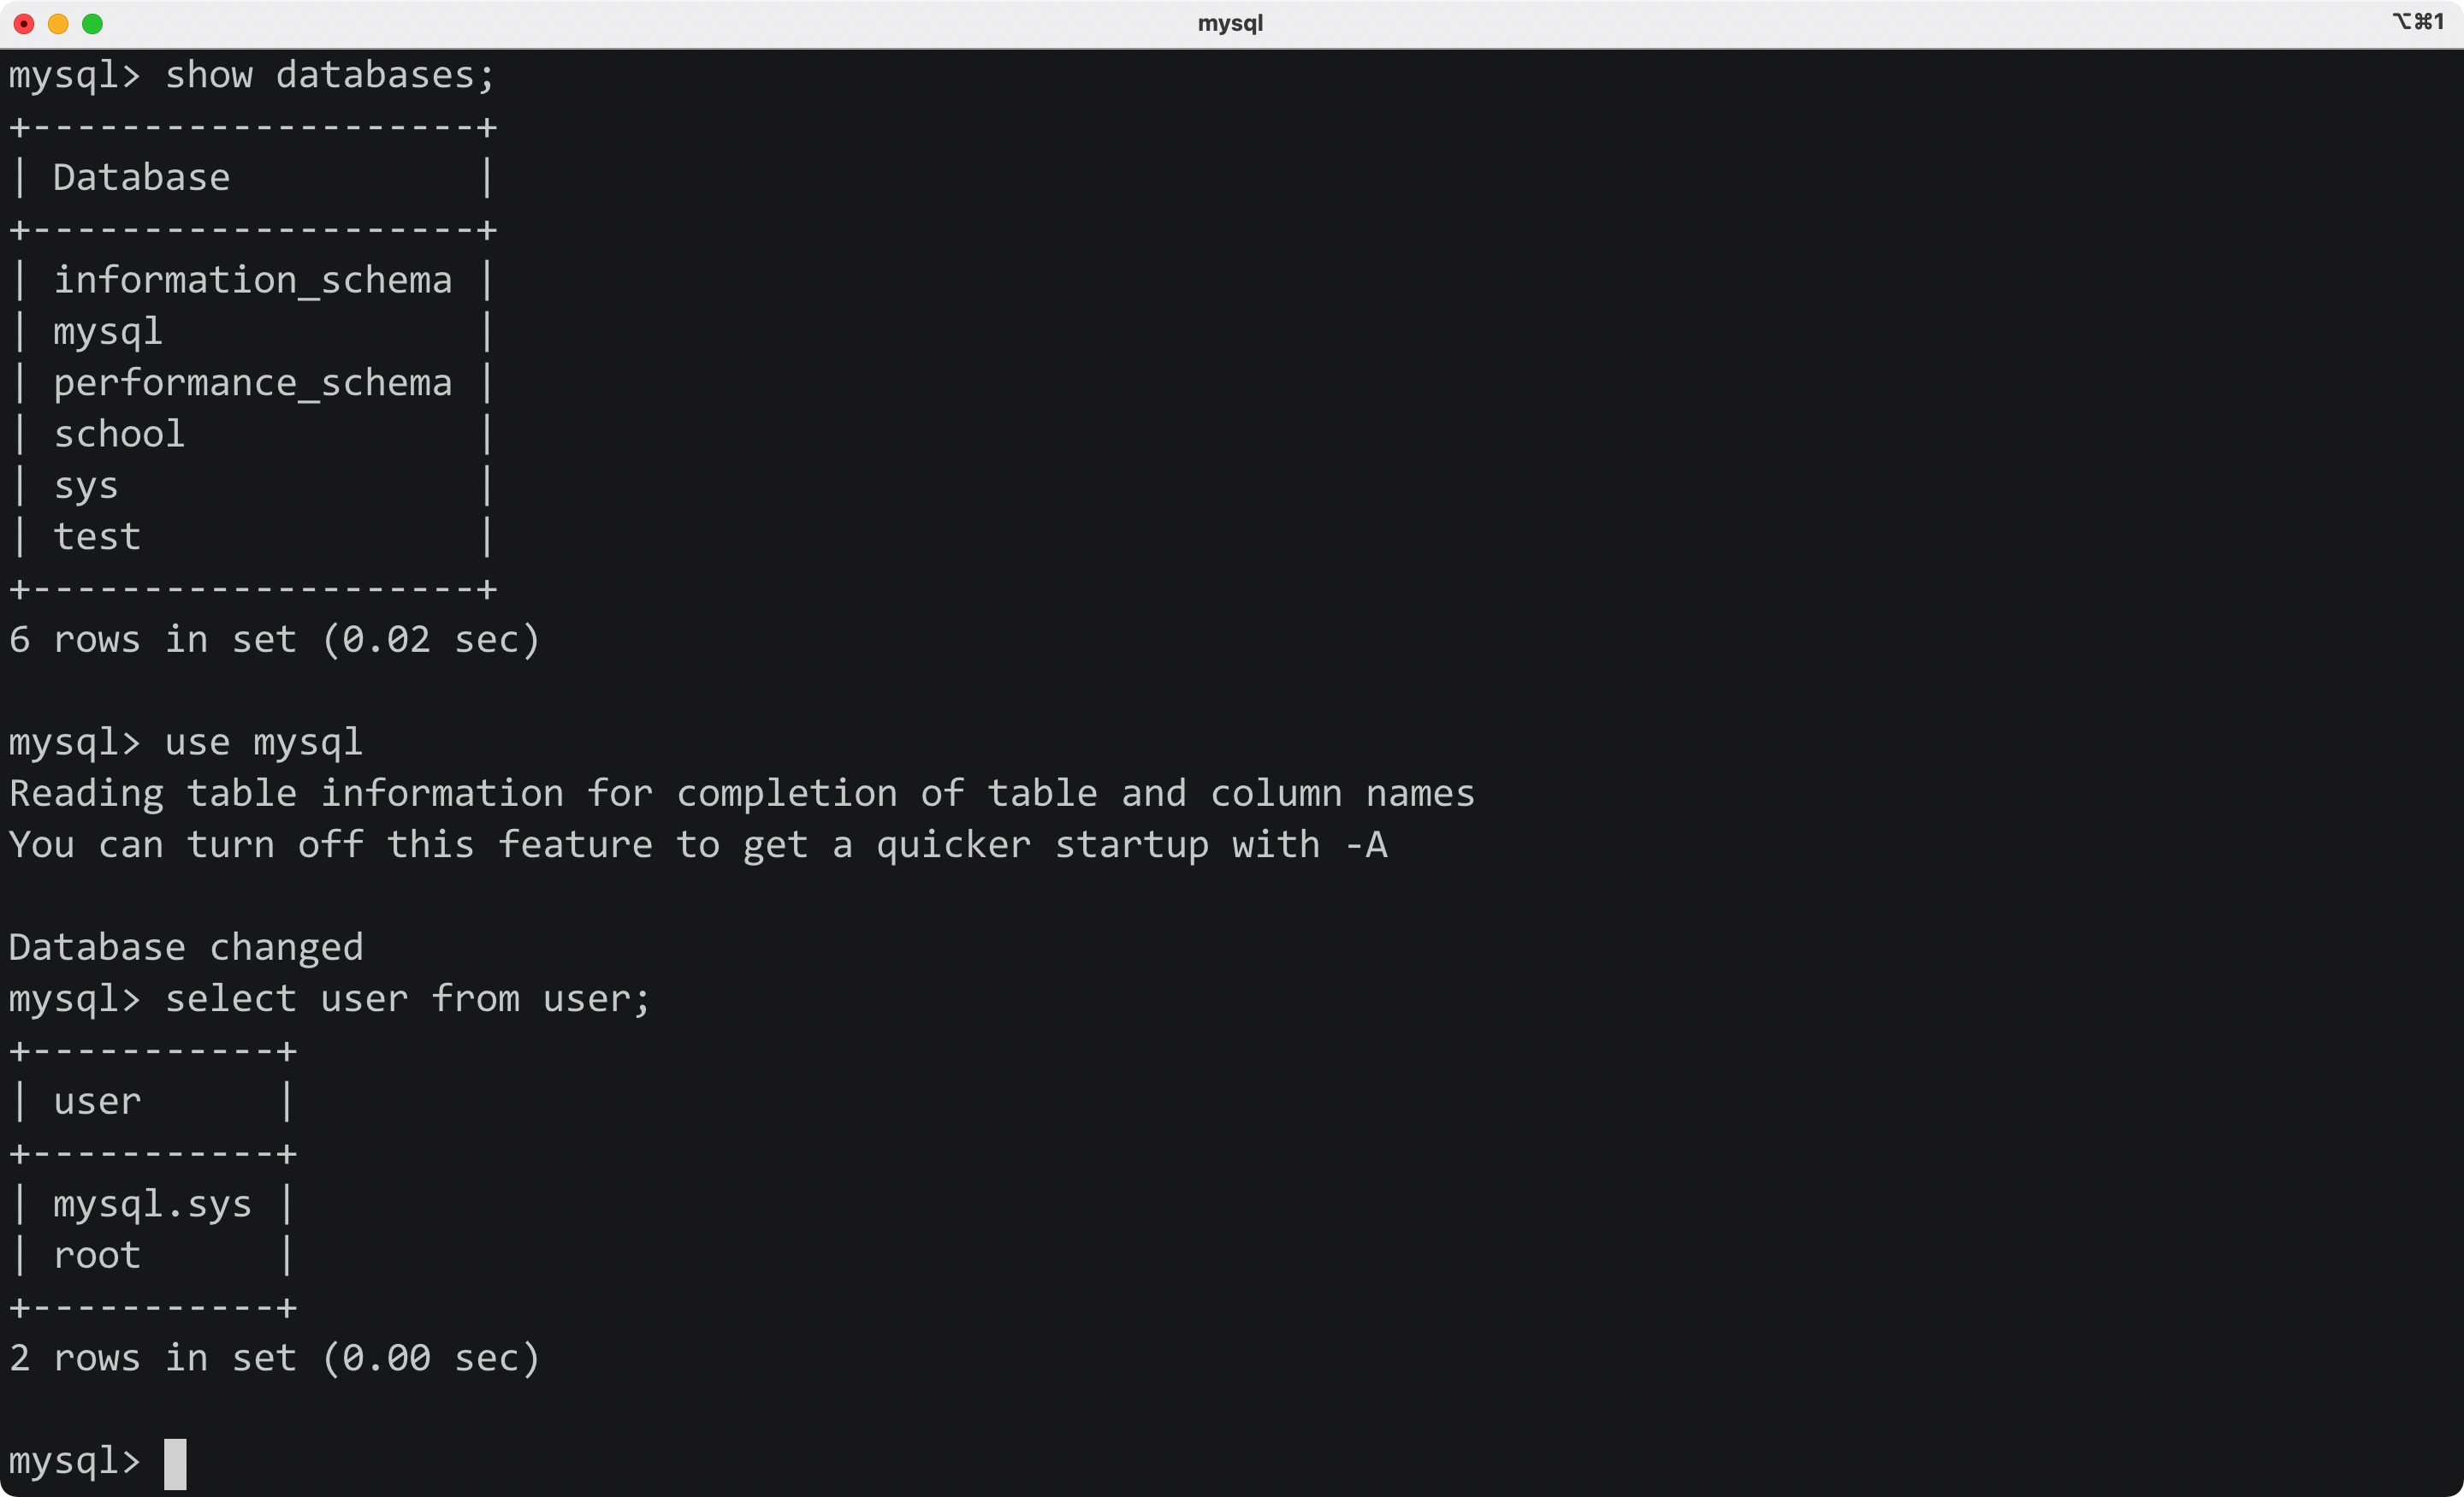 mysql
⌥⌘1
mysql> show databases;
+--------------------+
| Database           |
+--------------------+
| information_schema |
| mysql              |
| performance_schema |
| school             |
| sys                |
| test               |
+--------------------+
6 rows in set (0.02 sec)
mysql> use mysql
Reading table information for completion of table and column names
You can turn off this feature to get a quicker startup with -A
Database changed
mysql> select user from user;
+-----------+
| user      |
+-----------+
| mysql.sys |
| root      |
+-----------+
2 rows in set (0.00 sec)
mysql>